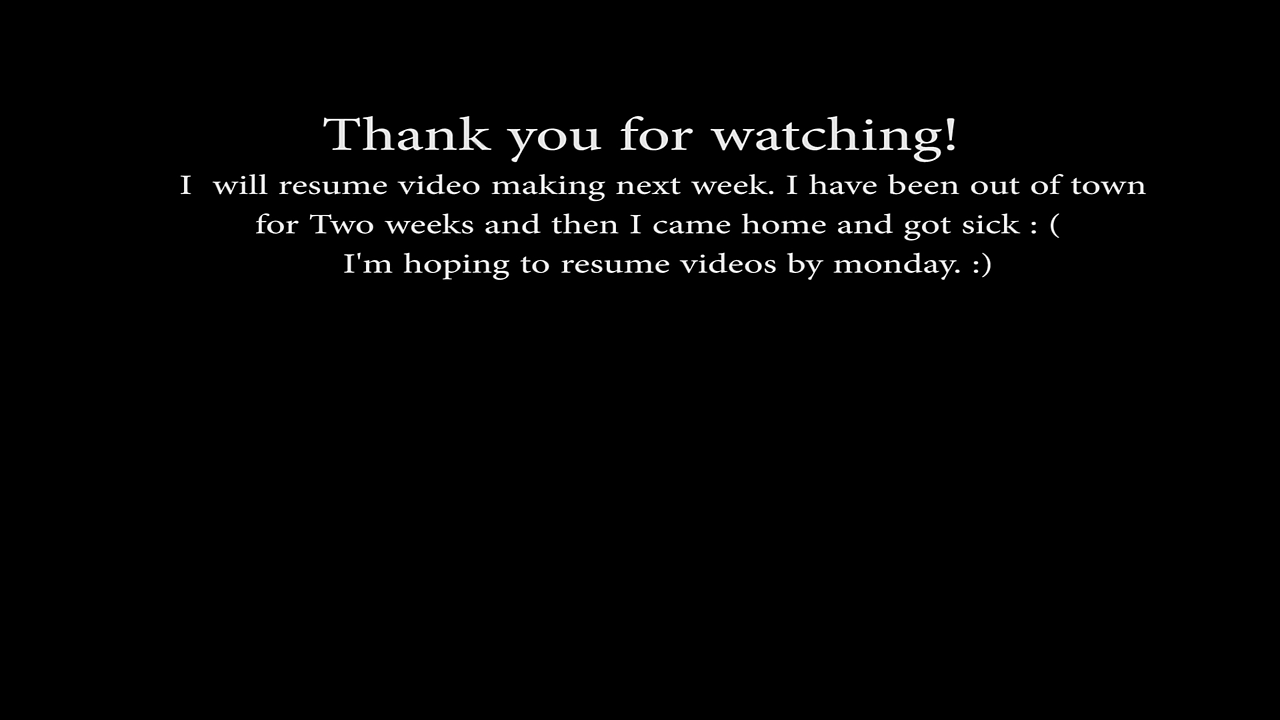 Thank you for watching!
I  will resume video making next week. I have been out of town
for Two weeks and then I came home and got sick : (
I'm hoping to resume videos by monday. :)